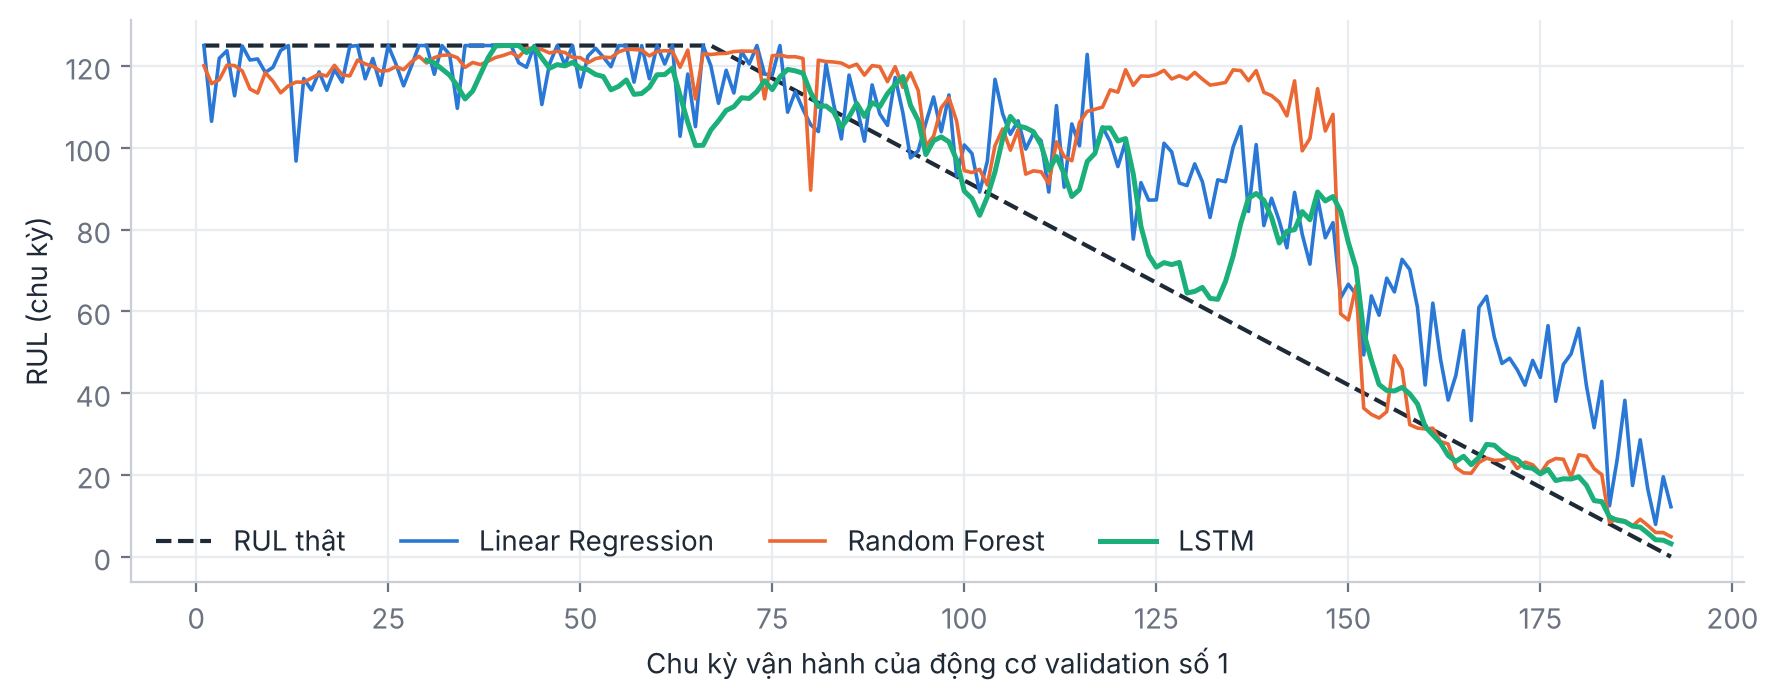 RUL (chu kỳ)
120
100
80
60
40
20
0
RUL thật
Linear Regression
Random Forest
LSTM
0 25 50 75 100 125 150 175 200
Chu kỳ vận hành của động cơ validation số 1